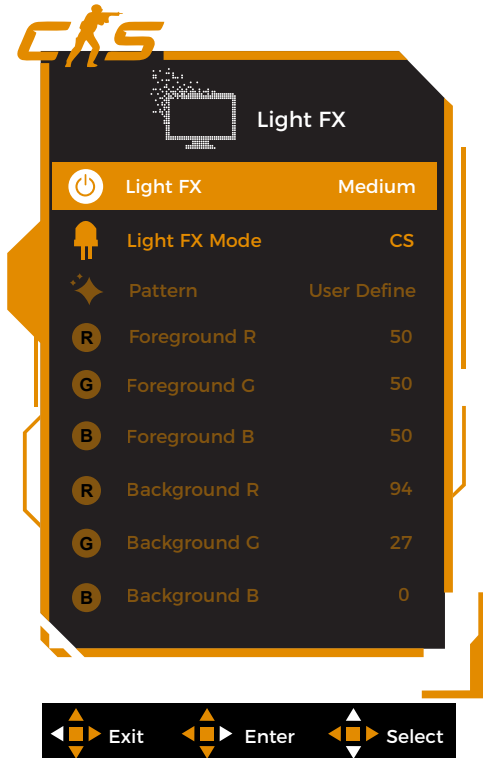 CS
Light FX
Light FX Medium
Light FX Mode CS
Pattern User Define
R Foreground R 50
G Foreground G 50
B Foreground B 50
R Background R 94
G Background G 27
B Background B 0
Exit Enter Select